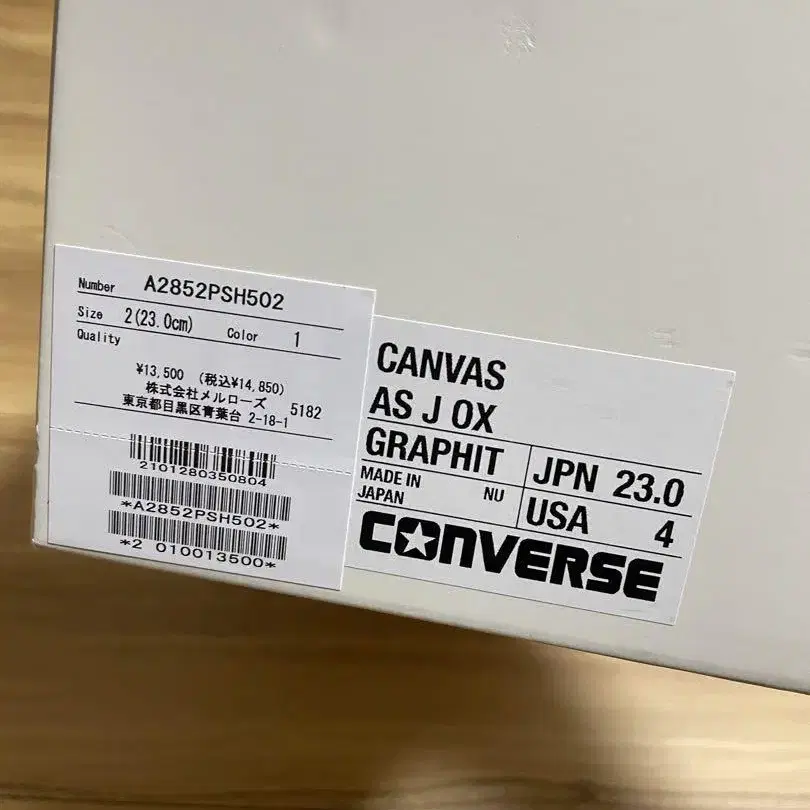 Number A2852PSH502
Size 2(23.0cm) Color 1
Quality
¥13,500 (税込¥14,850)
株式会社メルローズ 5182
東京都目黒区青葉台 2-18-1
2101280350804
*A2852PSH502*
*2 010013500*
CANVAS
AS J OX
GRAPHIT JPN 23.0
MADE IN JAPAN NU USA 4
CONVERSE